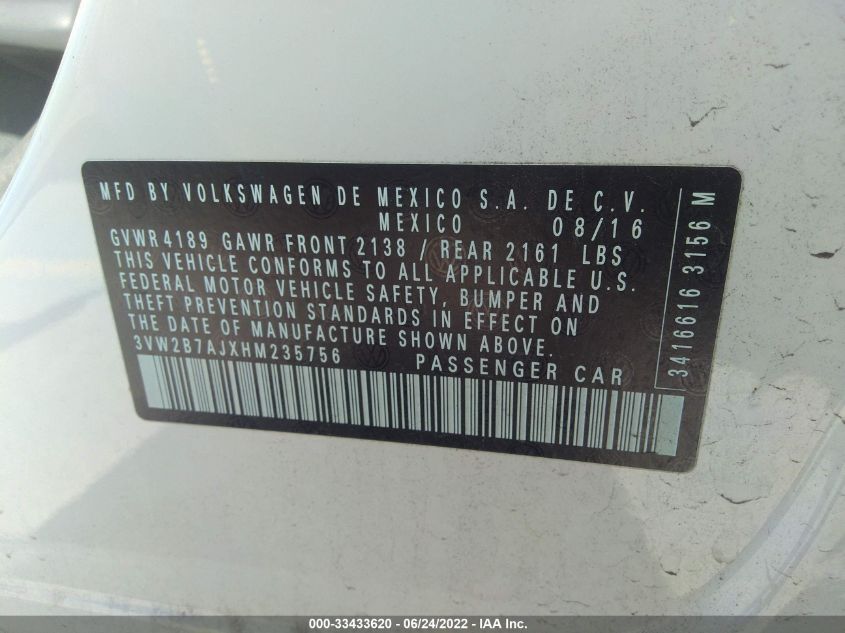 MFD BY VOLKSWAGEN DE MEXICO S.A. DE C.V.
MEXICO 08/16
GVWR4189 GAWR FRONT 2138 / REAR 2161 LBS
THIS VEHICLE CONFORMS TO ALL APPLICABLE U.S.
FEDERAL MOTOR VEHICLE SAFETY, BUMPER AND
THEFT PREVENTION STANDARDS IN EFFECT ON
THE DATE OF MANUFACTURE SHOWN ABOVE.
3VW2B7AJXHM235756 PASSENGER CAR
3416616 3156 M
000-33433620 - 06/24/2022 - IAA Inc.